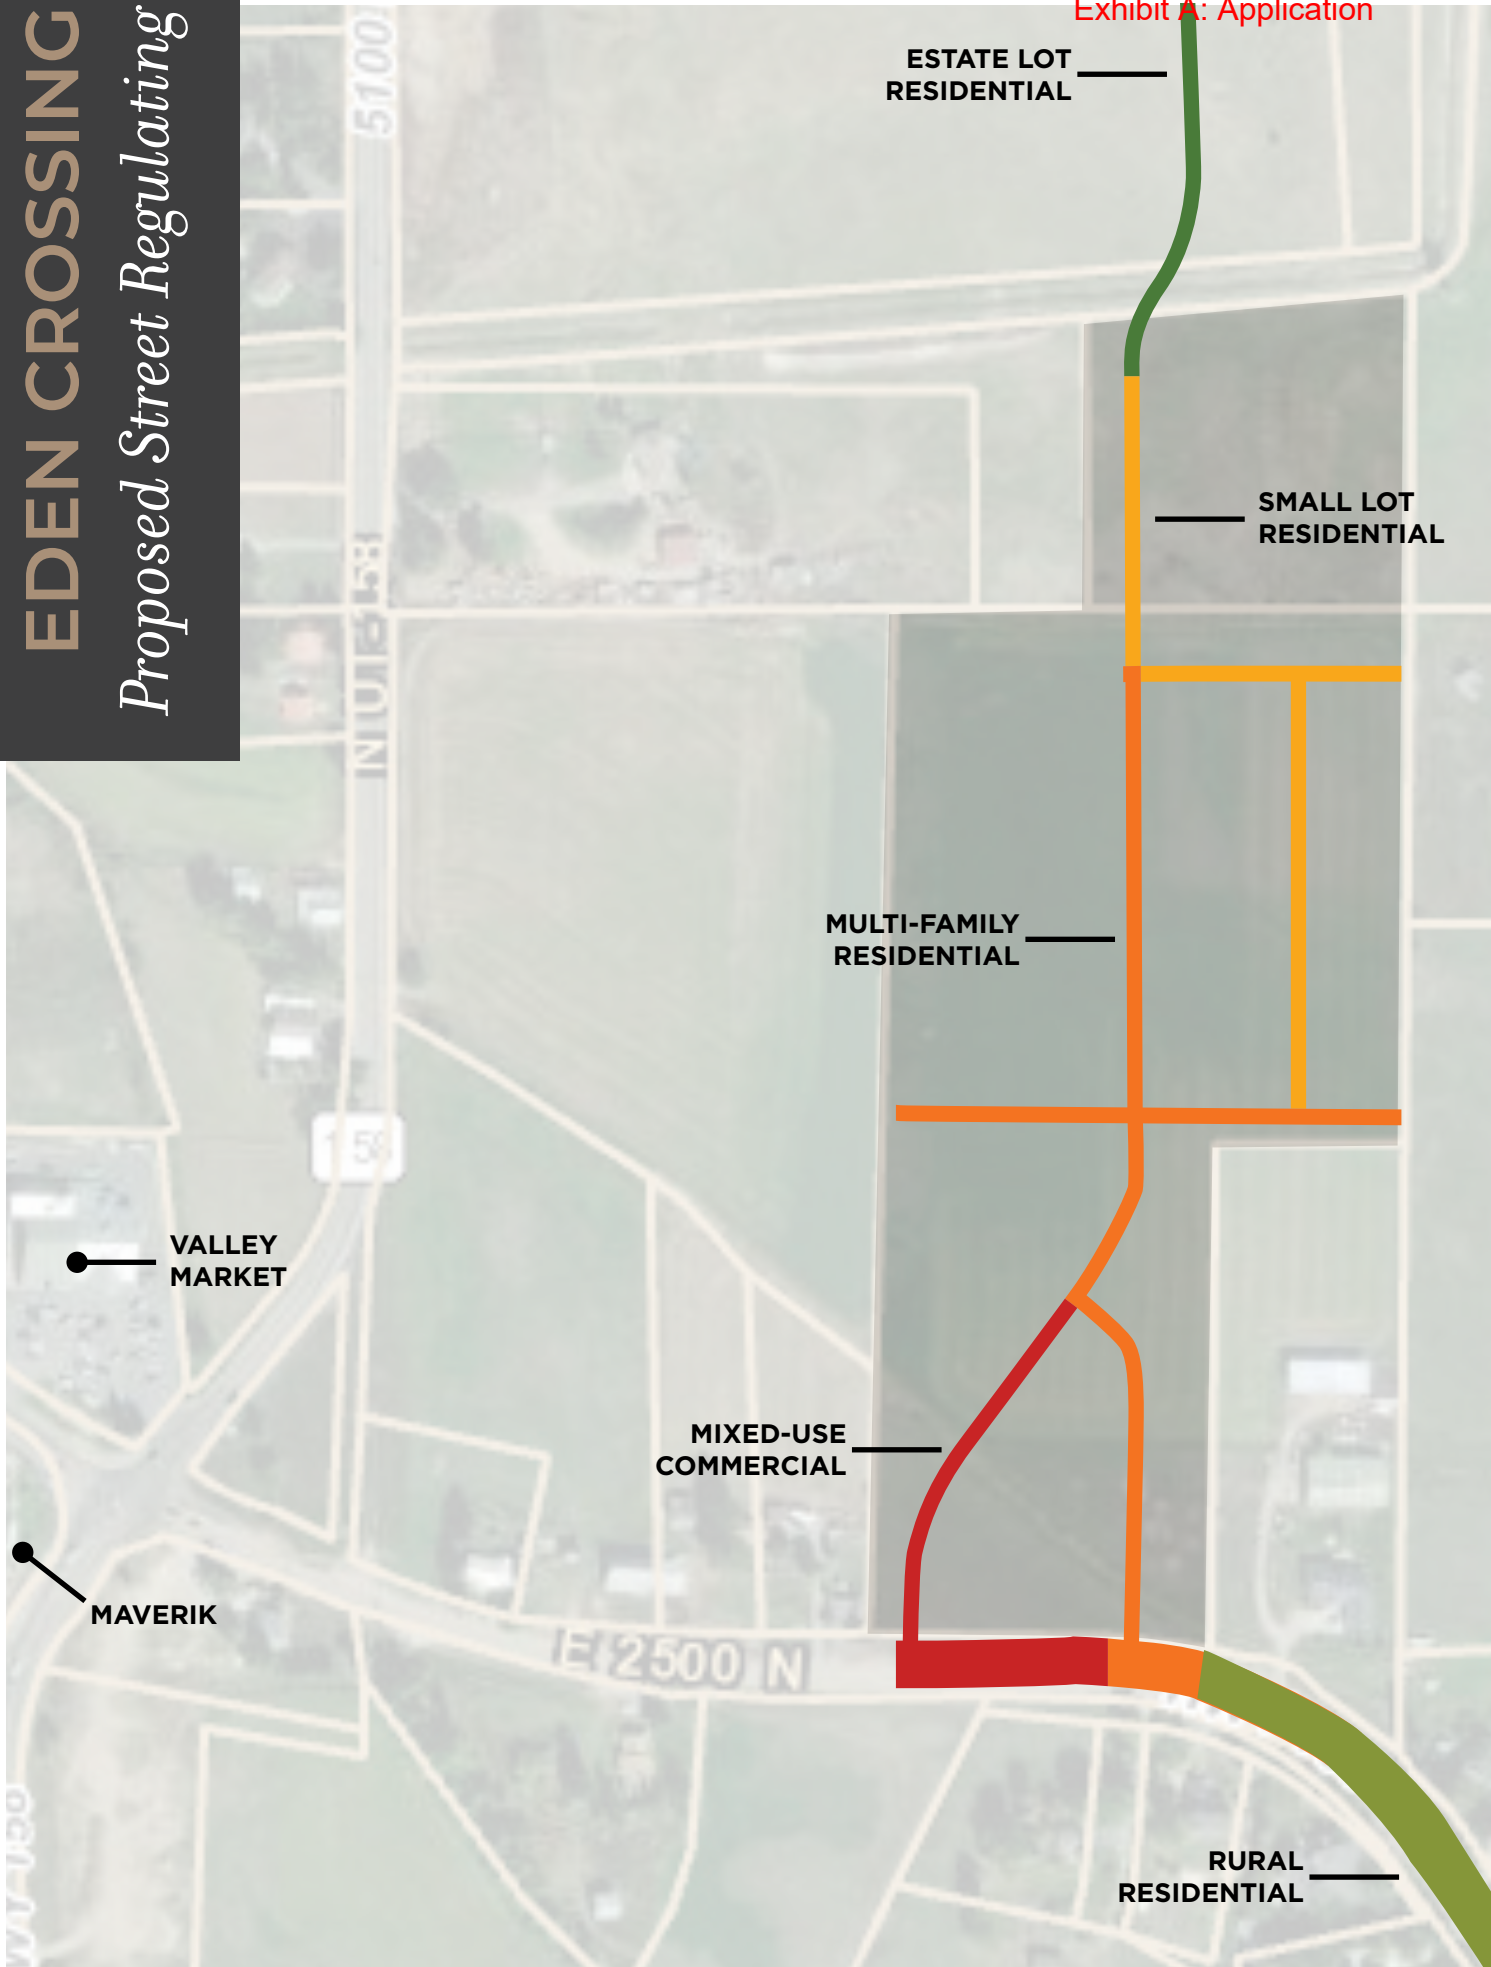 Exhibit A: Application
EDEN CROSSING
Proposed Street Regulating
5100
ESTATE LOT
RESIDENTIAL
SMALL LOT
RESIDENTIAL
MULTI-FAMILY
RESIDENTIAL
158
VALLEY
MARKET
MIXED-USE
COMMERCIAL
MAVERIK
E 2500 N
RURAL
RESIDENTIAL